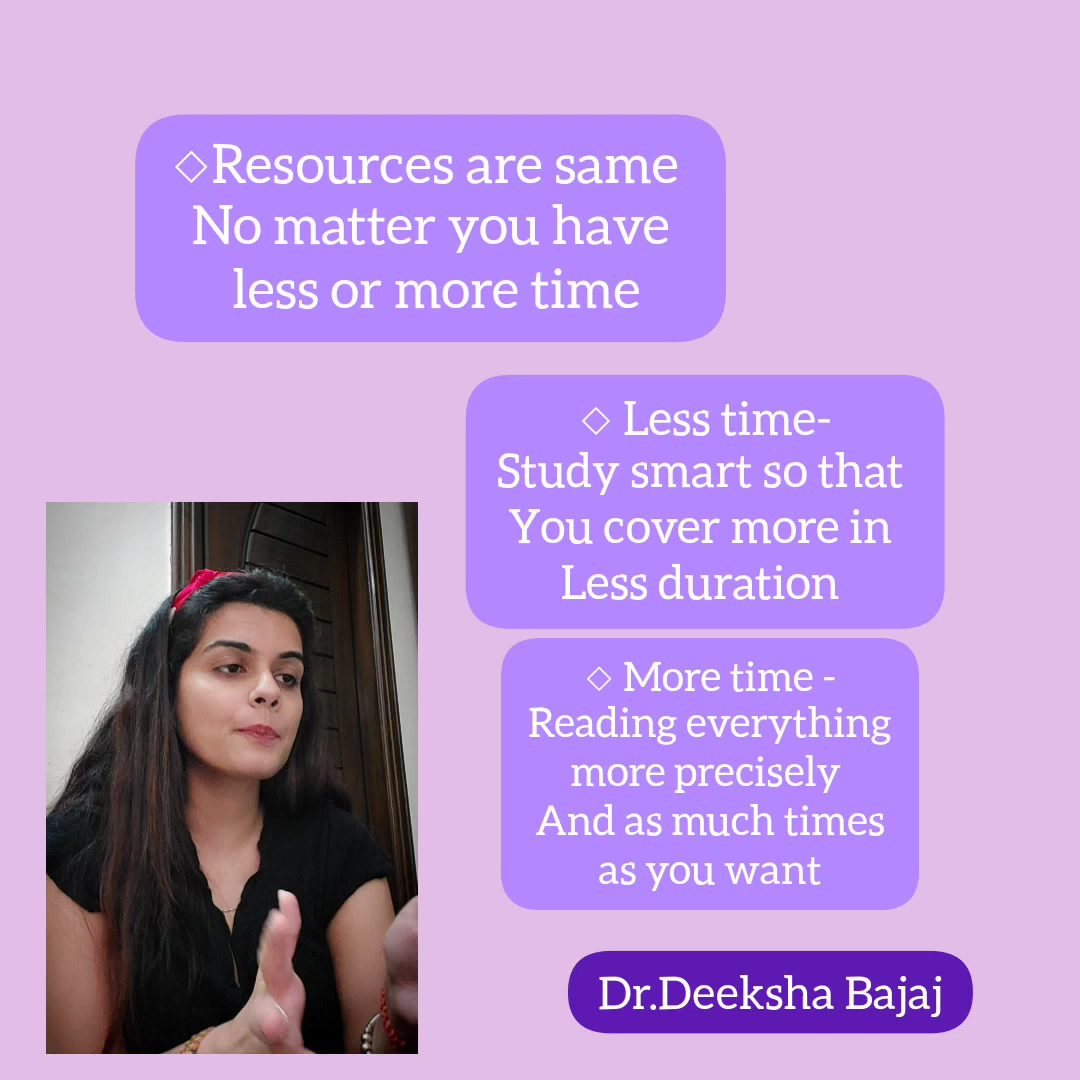 ◇Resources are same
No matter you have
less or more time
◇ Less time-
Study smart so that
You cover more in
Less duration
◇ More time -
Reading everything
more precisely
And as much times
as you want
Dr.Deeksha Bajaj